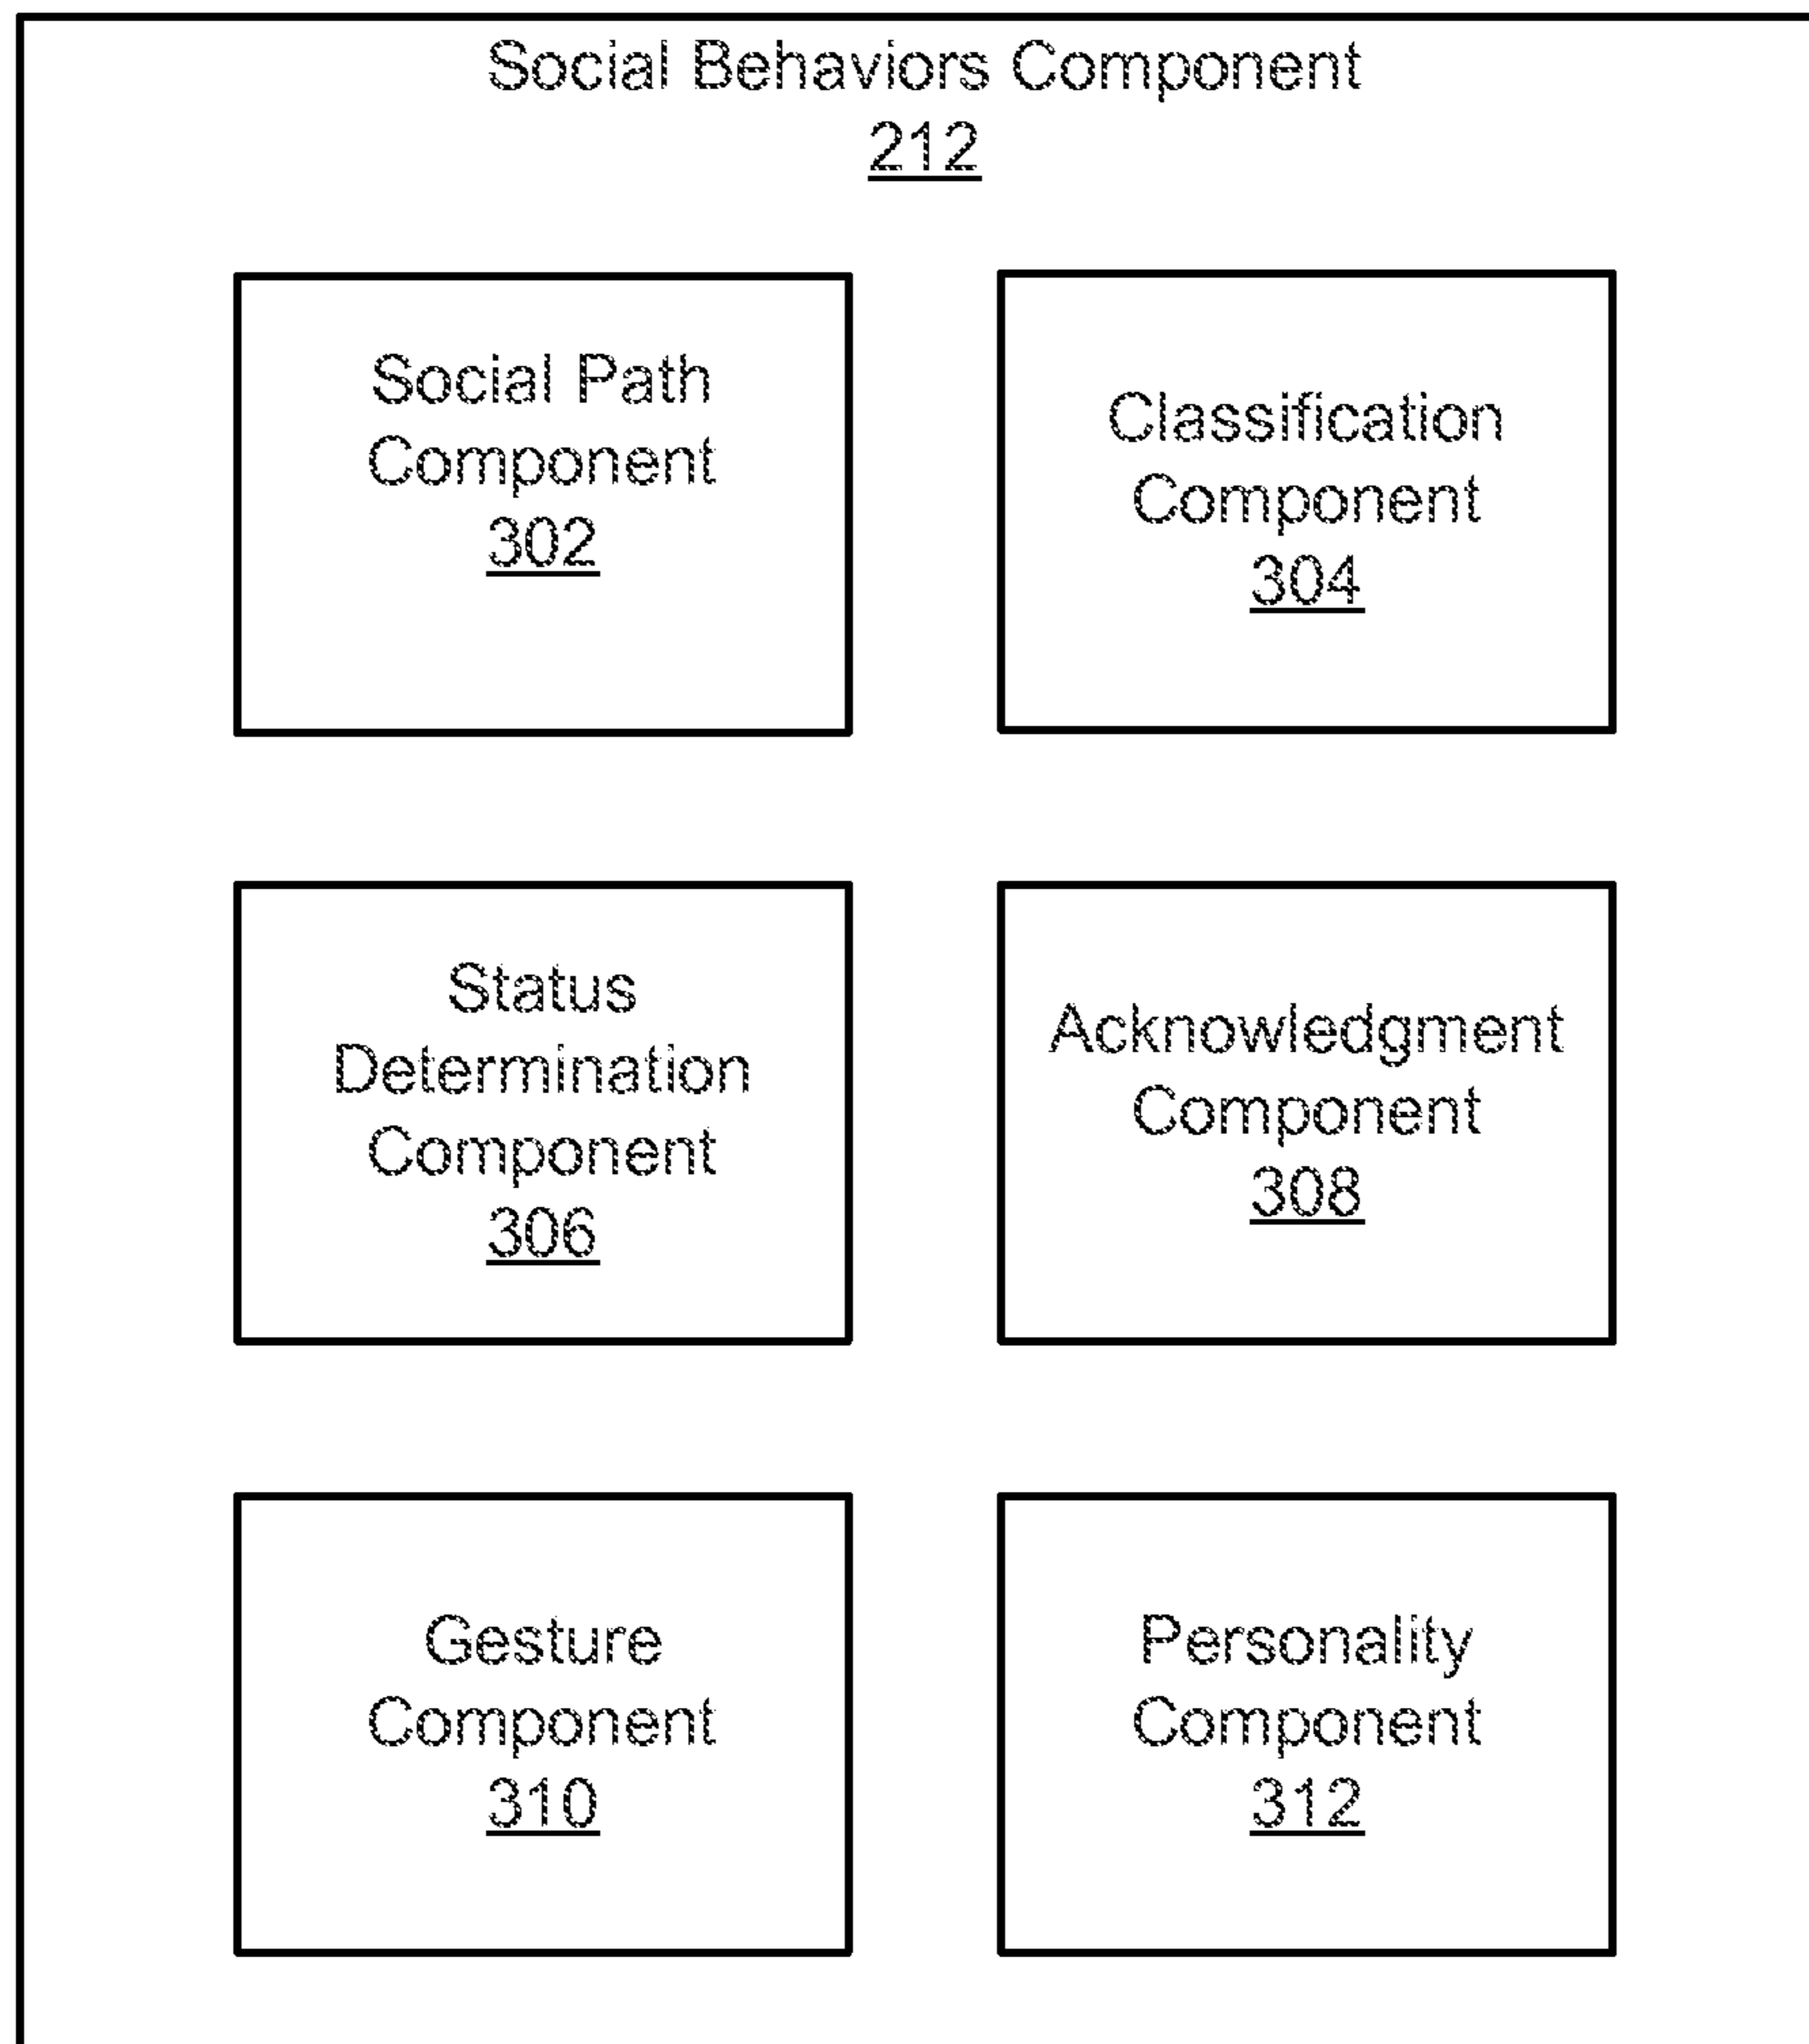 Social Behaviors Component
212
Social Path
Component
302
Classification
Component
304
Status
Determination
Component
306
Acknowledgment
Component
308
Gesture
Component
310
Personality
Component
312